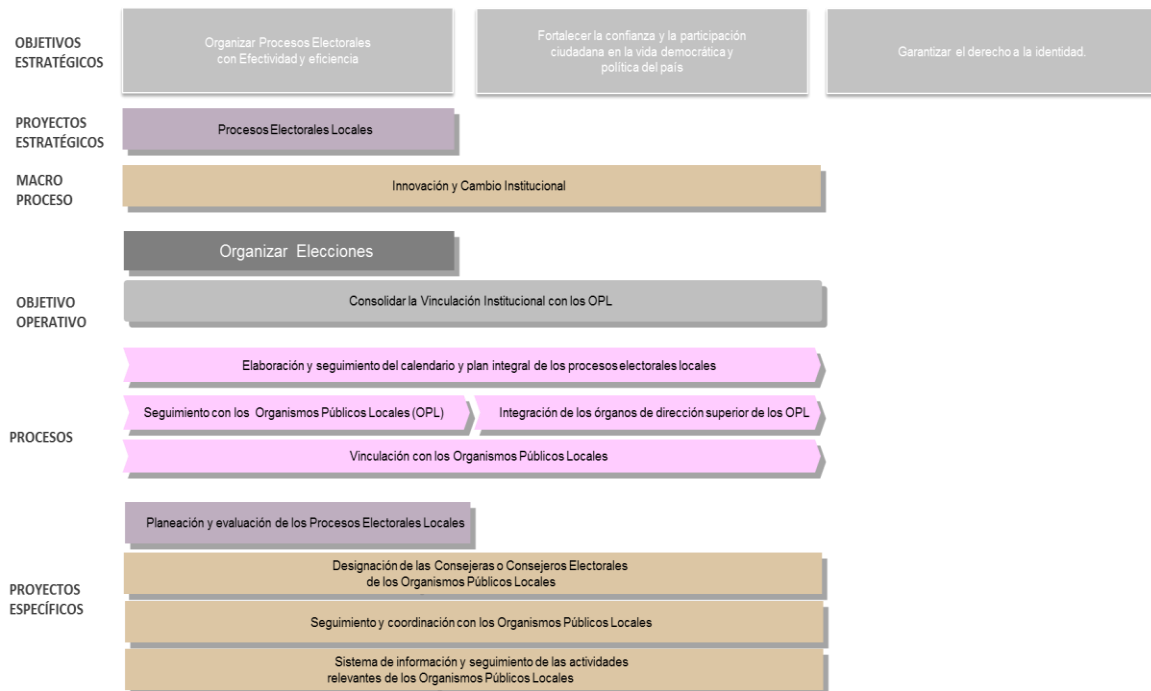 OBJETIVOS
ESTRATÉGICOS
Organizar Procesos Electorales
con Efectividad y eficiencia
Fortalecer la confianza y la participación
ciudadana en la vida democrática y
política del país
Garantizar el derecho a la identidad.
PROYECTOS
ESTRATÉGICOS
Procesos Electorales Locales
MACRO
PROCESO
Innovación y Cambio Institucional
Organizar Elecciones
OBJETIVO
OPERATIVO
Consolidar la Vinculación Institucional con los OPL
PROCESOS
Elaboración y seguimiento del calendario y plan integral de los procesos electorales locales
Seguimiento con los Organismos Públicos Locales (OPL)
Integración de los órganos de dirección superior de los OPL
Vinculación con los Organismos Públicos Locales
PROYECTOS
ESPECÍFICOS
Planeación y evaluación de los Procesos Electorales Locales
Designación de las Consejeras o Consejeros Electorales
de los Organismos Públicos Locales
Seguimiento y coordinación con los Organismos Públicos Locales
Sistema de información y seguimiento de las actividades
relevantes de los Organismos Públicos Locales